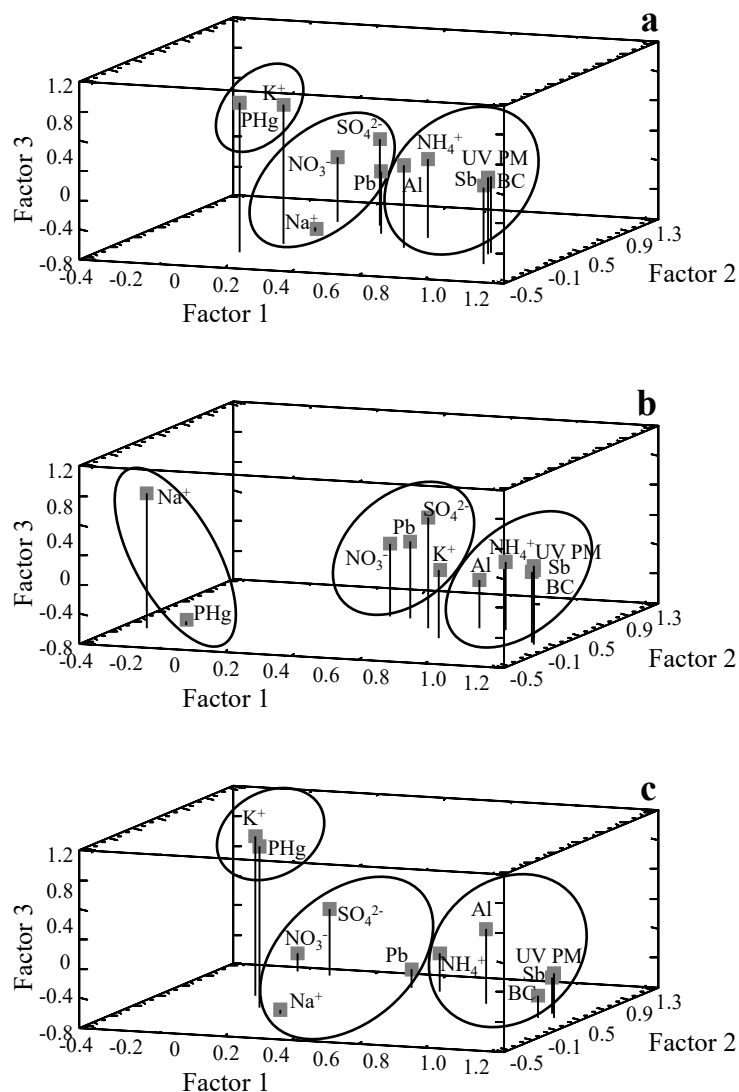 a
1.2
0.8
0.4
0
-0.4
-0.8
Factor 3
K⁺
PHg
SO₄²⁻
NH₄⁺
UV PM
NO₃⁻
Pb
Al
Sb
BC
Na⁺
-0.4
-0.2
0
0.4
0.6
0.8
1.0
1.2
Factor 1
-0.5
-0.1
0.5
0.9
1.3
Factor 2
b
1.2
0.8
0.4
0
-0.4
-0.8
Factor 3
Na⁺
SO₄²⁻
Pb
NO₃⁻
K⁺
NH₄⁺
UV PM
Al
Sb
BC
PHg
-0.4
-0.2
0
0.2
0.4
0.6
0.8
1.0
1.2
Factor 1
-0.5
-0.1
0.5
0.9
1.3
Factor 2
c
1.2
0.8
0.4
0
-0.4
-0.8
Factor 3
K⁺
PHg
SO₄²⁻
Al
NO₃⁻
Pb
NH₄⁺
UV PM
Sb
BC
Na⁺
-0.4
-0.2
0
0.2
0.4
0.6
0.8
1.0
1.2
Factor 1
-0.5
-0.1
0.5
0.9
1.3
Factor 2